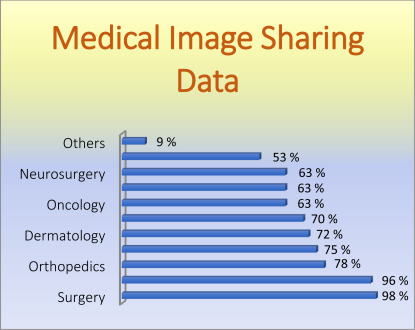 Medical Image Sharing
Data
Others 9 %
53 %
Neurosurgery 63 %
63 %
Oncology 63 %
70 %
Dermatology 72 %
75 %
Orthopedics 78 %
96 %
Surgery 98 %